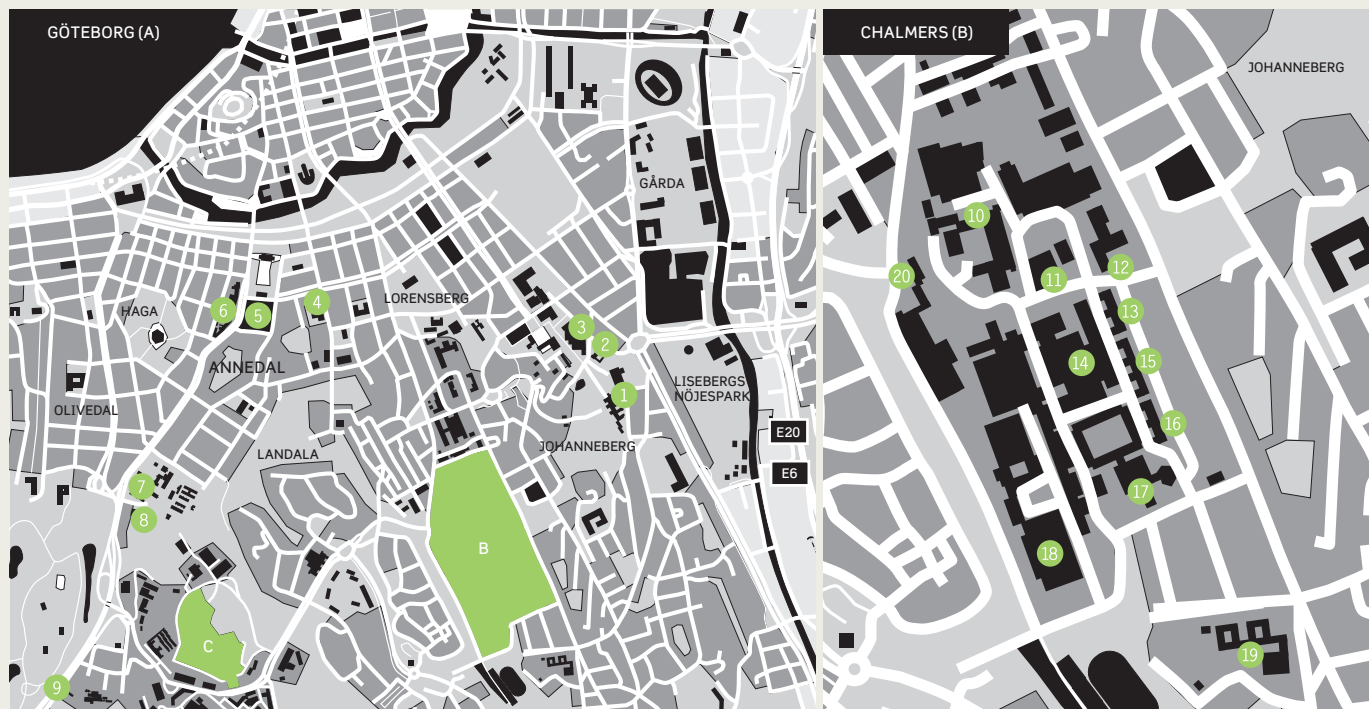 GÖTEBORG (A)
GÅRDA
LORENSBERG
HAGA
6
5
4
3
2
ANNEDAL
1
LISEBERGS
NÖJESPARK
OLIVEDAL
E20
JOHANNEBERG
LANDALA
E6
7
8
B
C
9
CHALMERS (B)
JOHANNEBERG
10
20
12
11
13
14
15
16
17
18
19